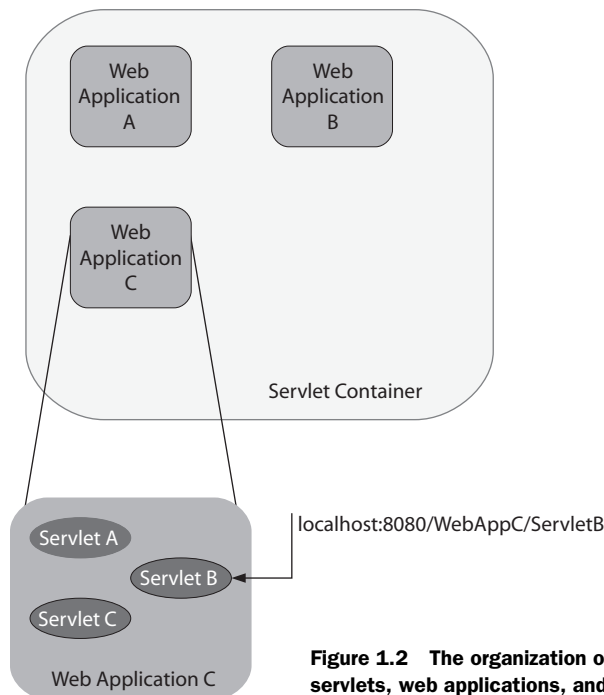 Web
Application
A
Web
Application
B
Web
Application
C
Servlet Container
localhost:8080/WebAppC/ServletB
Servlet A
Servlet B
Servlet C
Web Application C
Figure 1.2 The organization o
servlets, web applications, and